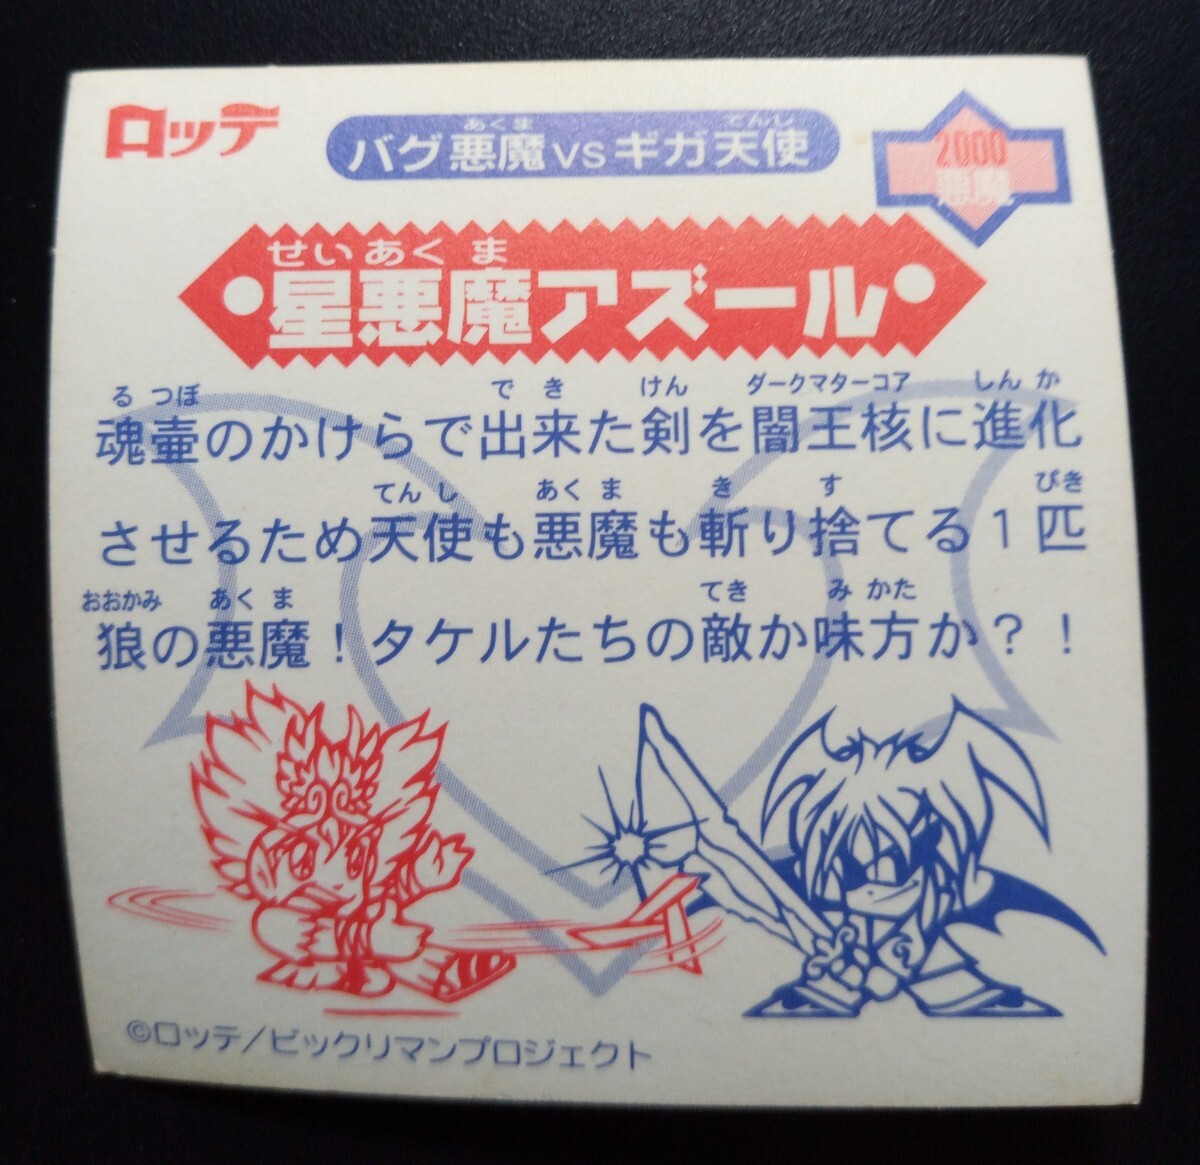 ロッテ
バグ悪魔vsギガ天使
あくま てんし
2000
悪魔
せいあくま
星悪魔アズール
るつぼ でき けん ダークマターコア しんか
魂壷のかけらで出来た剣を闇王核に進化
てんし あくま き す ぴき
させるため天使も悪魔も斬り捨てる1匹
おおかみ あくま てき みかた
狼の悪魔！タケルたちの敵か味方か？！
©ロッテ/ビックリマンプロジェクト